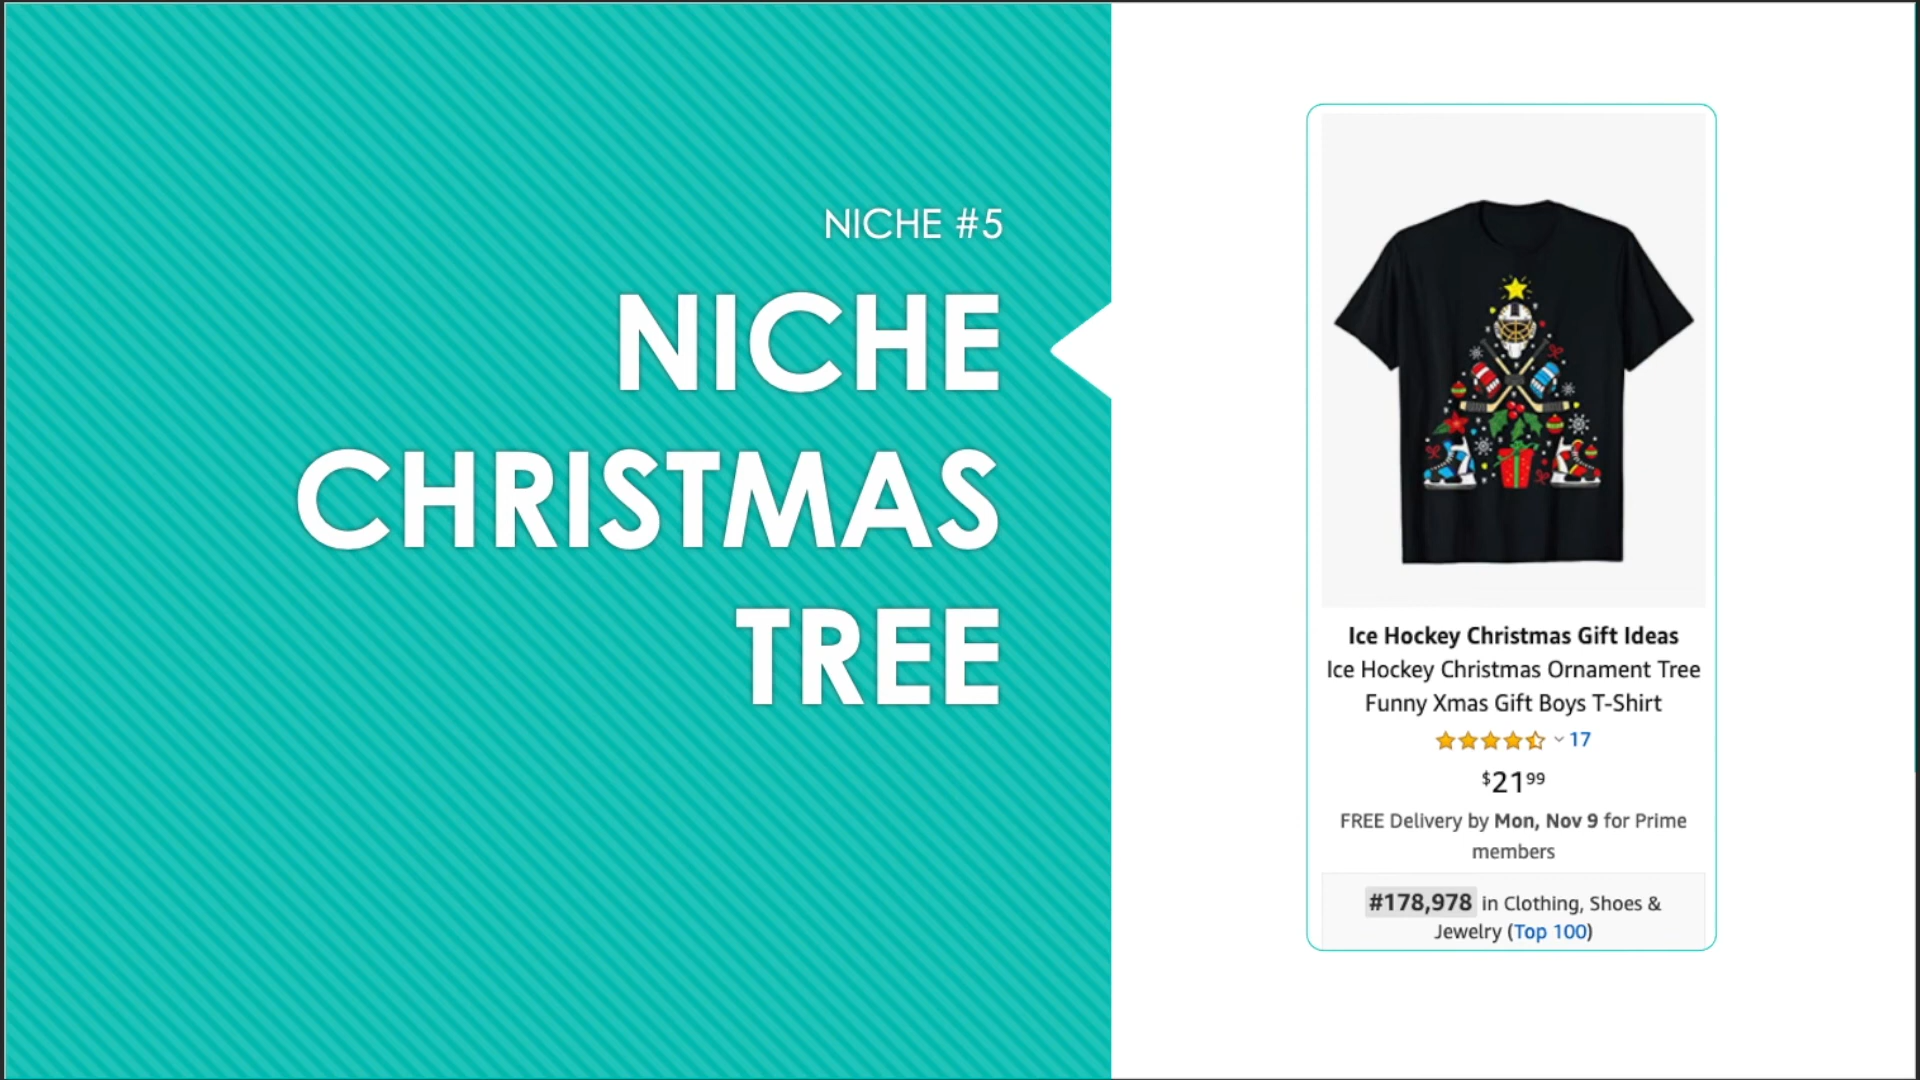 NICHE #5
NICHE
CHRISTMAS
TREE
Ice Hockey Christmas Gift Ideas
Ice Hockey Christmas Ornament Tree
Funny Xmas Gift Boys T-Shirt
17
$2199
FREE Delivery by Mon, Nov 9 for Prime
members
#178,978 in Clothing, Shoes &
Jewelry (Top 100)